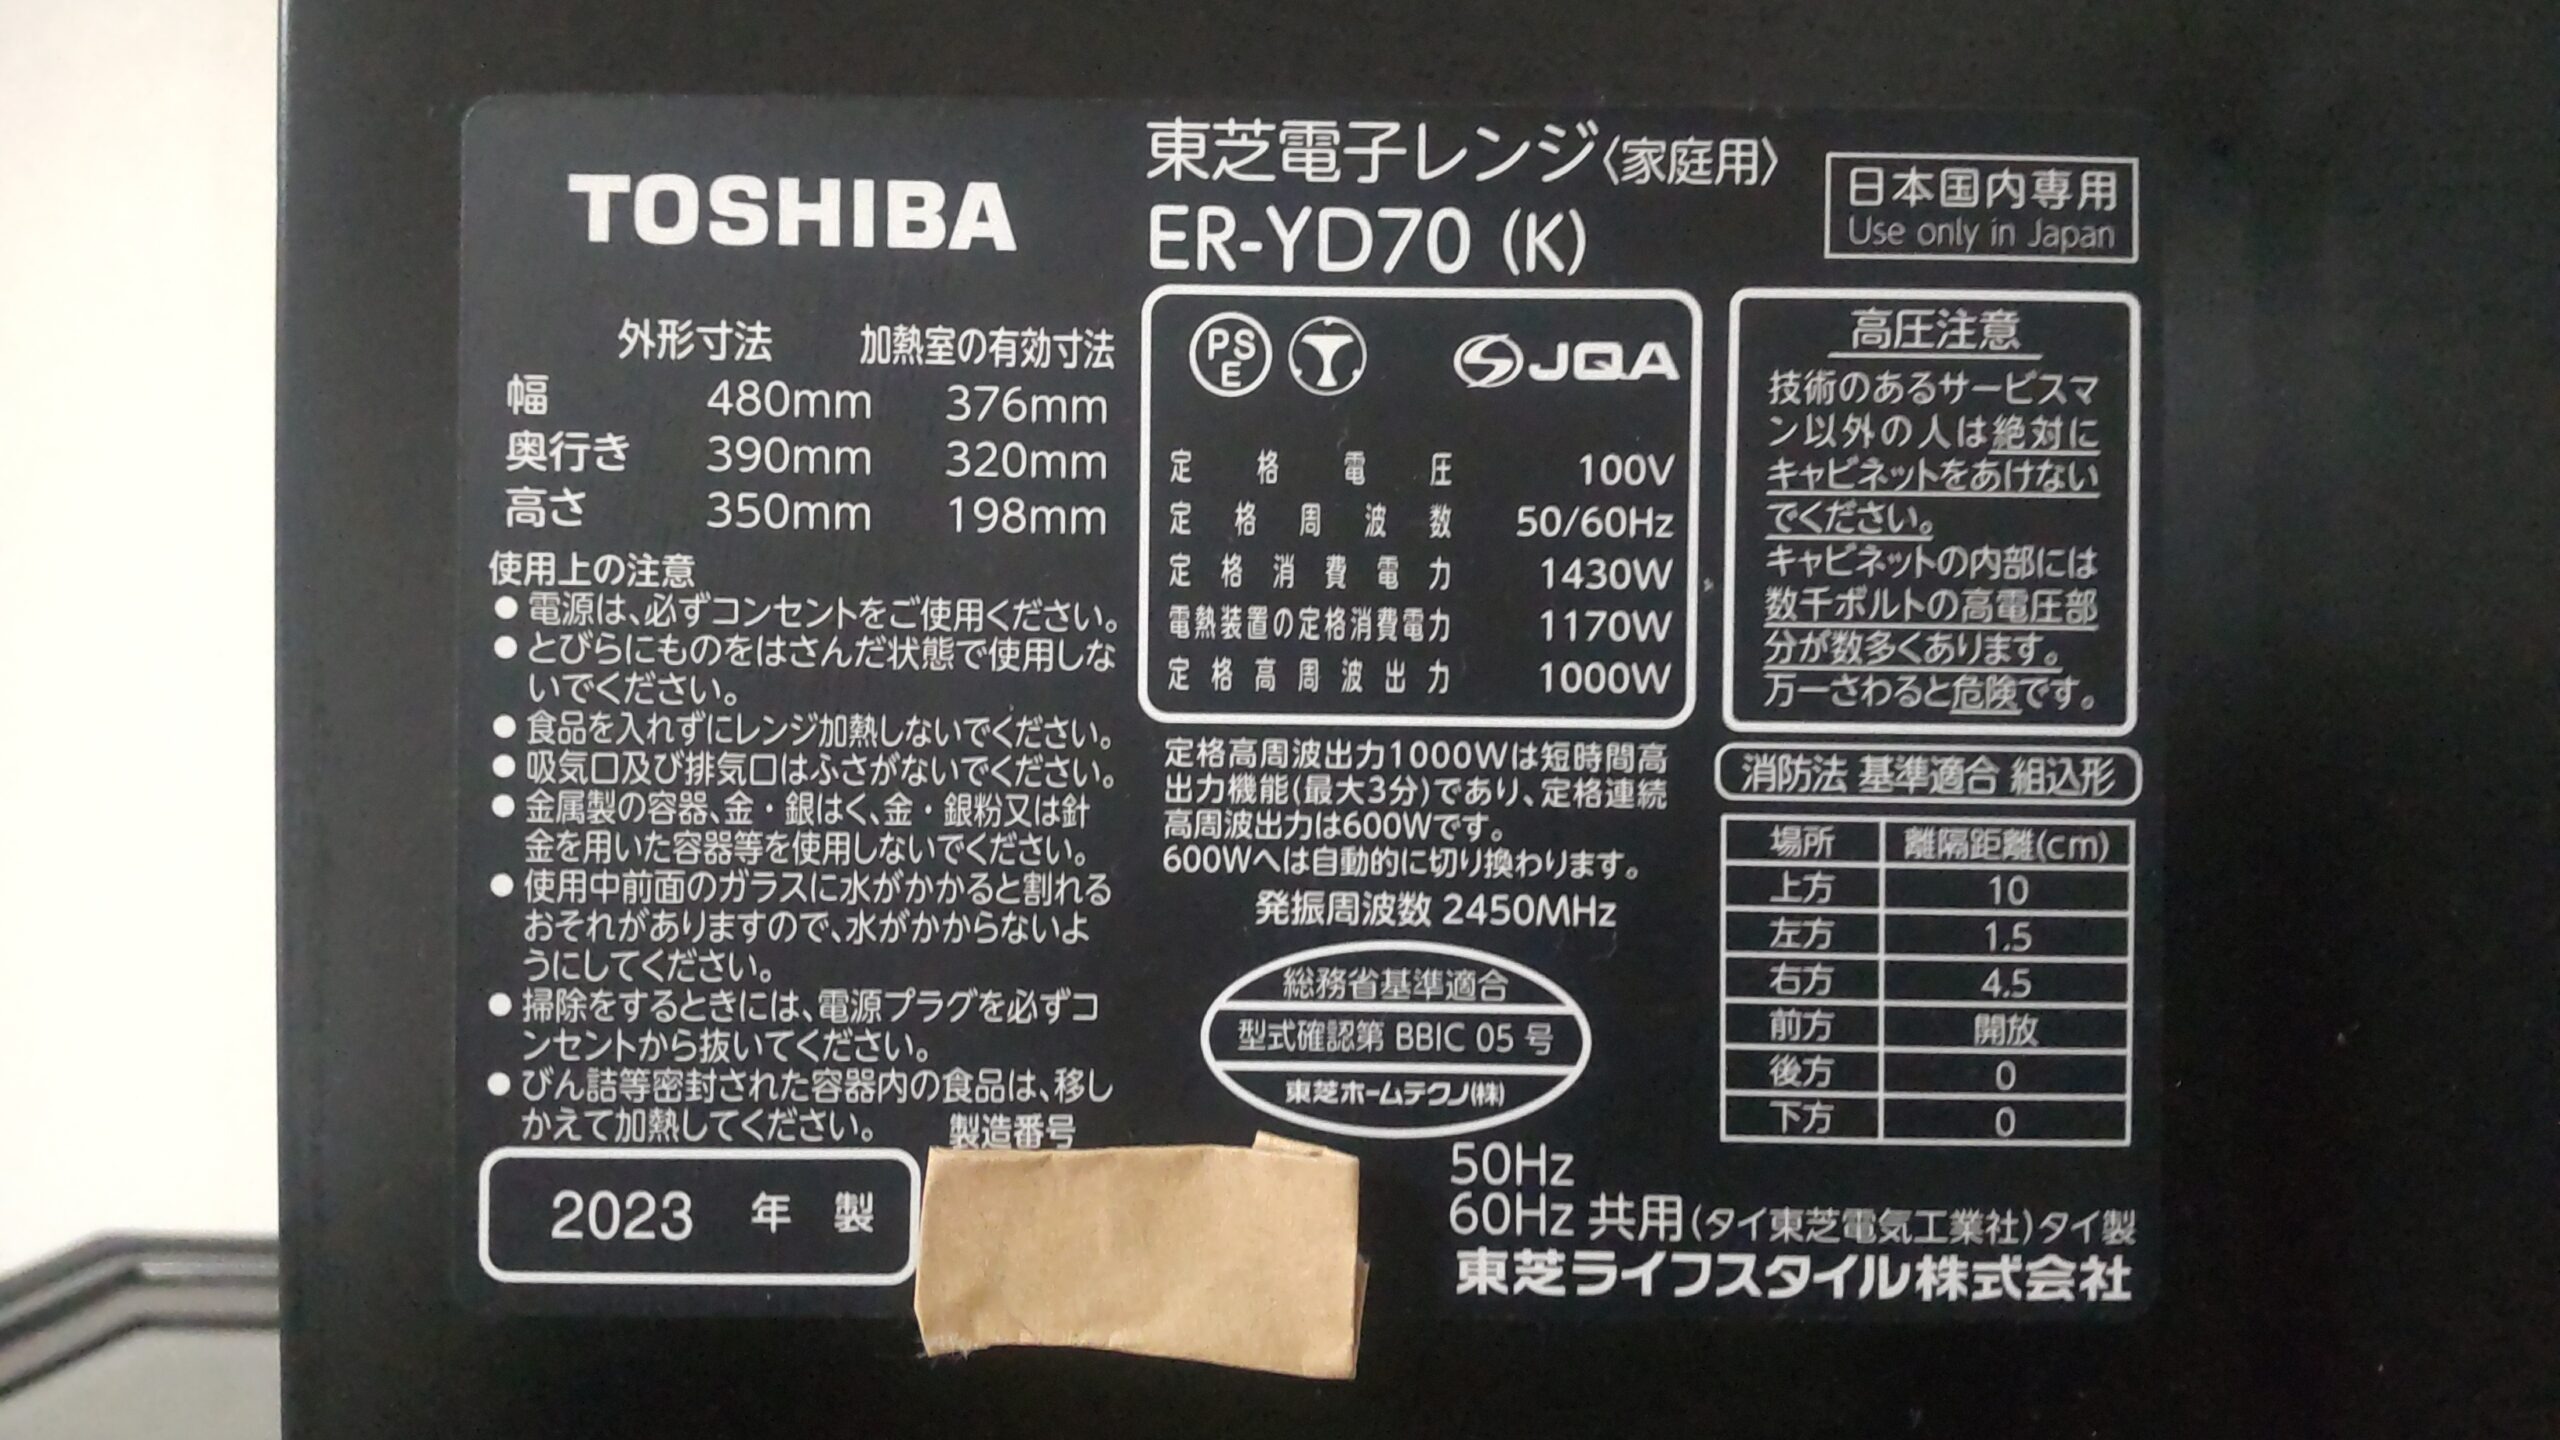 TOSHIBA
外形寸法 加熱室の有効寸法
幅 480mm 376mm
奥行き 390mm 320mm
高さ 350mm 198mm
使用上の注意
●電源は、必ずコンセントをご使用ください。
●とびらにものをはさんだ状態で使用しな
いでください。
●食品を入れずにレンジ加熱しないでください。
●吸気口及び排気口はふさがないでください。
●金属製の容器、金・銀はく、金・銀粉又は針
金を用いた容器等を使用しないでください。
●使用中前面のガラスに水がかかると割れる
おそれがありますので、水がかからないよ
うにしてください。
●掃除をするときには、電源プラグを必ずコ
ンセントから抜いてください。
●びん詰等密封された容器内の食品は、移し
かえて加熱してください。
製造番号
2023 年 製
東芝電子レンジ〈家庭用〉
ER-YD70 (K)
日本国内専用
Use only in Japan
PSE JQA
定格電圧 100V
定格周波数 50/60Hz
定格消費電力 1430W
電熱装置の定格消費電力 1170W
定格高周波出力 1000W
定格高周波出力1000Wは短時間高
出力機能(最大3分)であり、定格連続
高周波出力は600Wです。
600Wへは自動的に切り換わります。
発振周波数 2450MHz
総務省基準適合
型式確認第 BBIC 05 号
東芝ホームテクノ(株)
高圧注意
技術のあるサービスマ
ン以外の人は絶対に
キャビネットをあけない
でください。
キャビネットの内部には
数千ボルトの高電圧部
分が数多くあります。
万一さわると危険です。
消防法 基準適合 組込形
場所 離隔距離(cm)
上方 10
左方 1.5
右方 4.5
前方 開放
後方 0
下方 0
50Hz
60Hz 共用(タイ東芝電気工業社)タイ製
東芝ライフスタイル株式会社